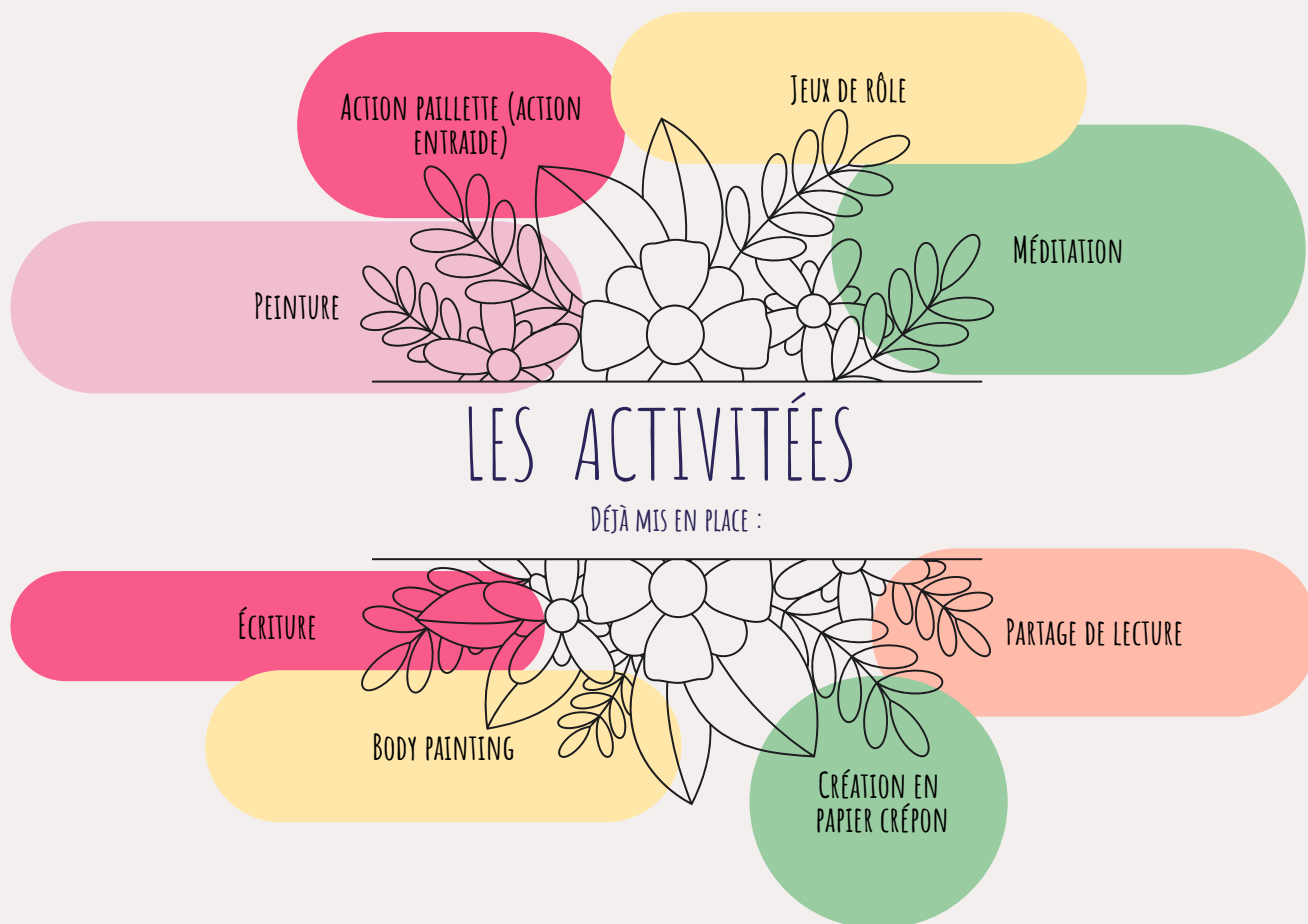 Action paillette (action
entraide)
Jeux de rôle
Méditation
Peinture
LES ACTIVITÉES
Déjà mis en place :
Écriture
Partage de lecture
Body painting
Création en
papier crépon